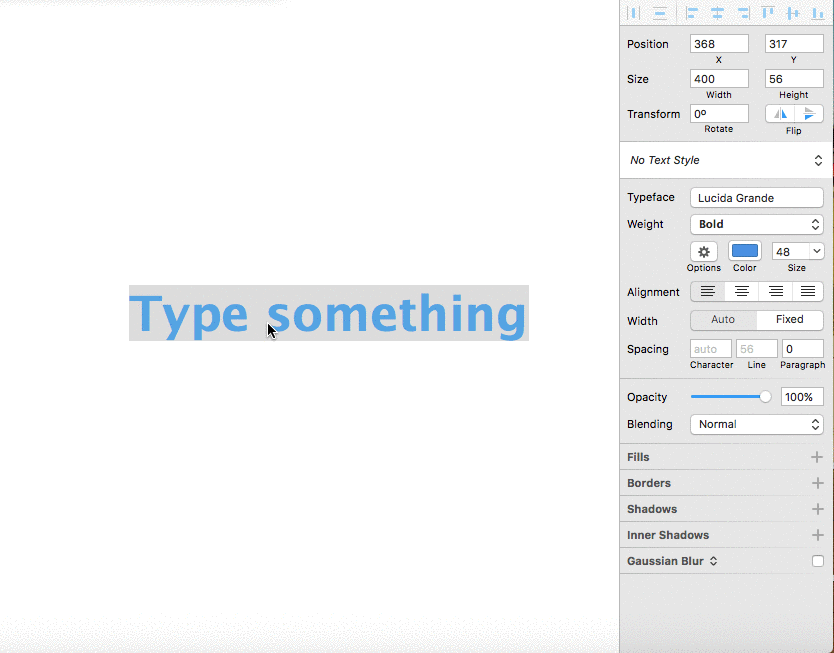 Position 368 317
X Y
Size 400 56
Width Height
Transform 0º
Rotate Flip
No Text Style
Typeface Lucida Grande
Weight Bold
48
Options Color Size
Type something
Alignment
Width Auto Fixed
Spacing auto 56 0
Character Line Paragraph
Opacity 100%
Blending Normal
Fills
Borders
Shadows
Inner Shadows
Gaussian Blur